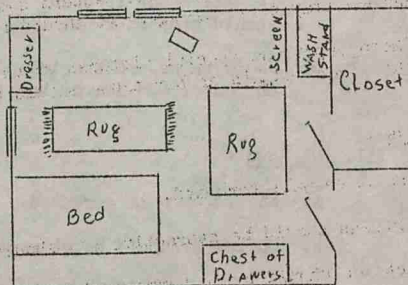 Dresser
Screen
Wash
Stand
Closet
Rug
Rug
Bed
Chest of
Drawers